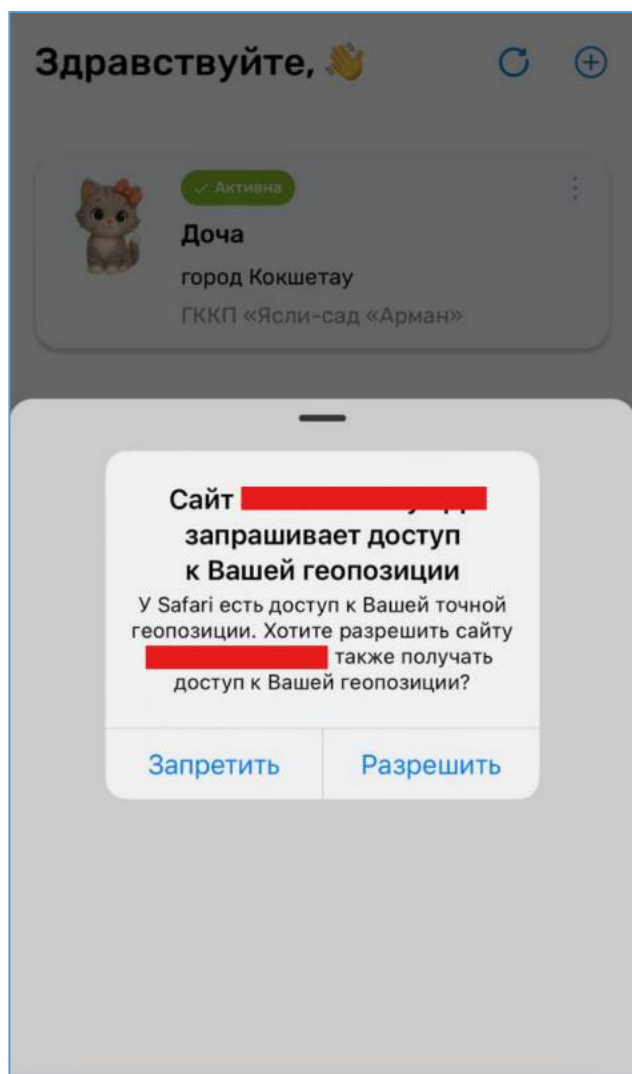 Здравствуйте, 👋
Активна
Доча
город Кокшетау
ГККП «Ясли-сад «Арман»
Сайт
запрашивает доступ
к Вашей геопозиции
У Safari есть доступ к Вашей точной
геопозиции. Хотите разрешить сайту
также получать
доступ к Вашей геопозиции?
Запретить
Разрешить